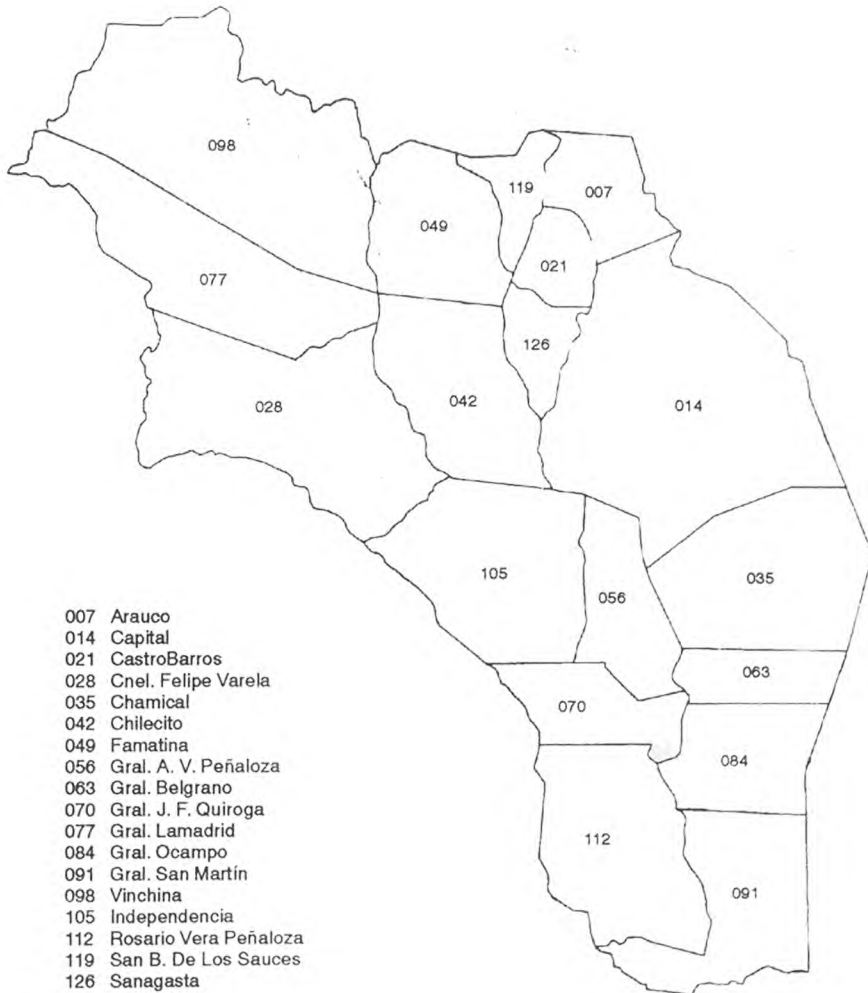 098
119
007
049
021
077
126
028
042
014
105
035
056
063
070
084
112
091
007 Arauco
014 Capital
021 CastroBarros
028 Cnel. Felipe Varela
035 Chamical
042 Chilecito
049 Famatina
056 Gral. A. V. Peñaloza
063 Gral. Belgrano
070 Gral. J. F. Quiroga
077 Gral. Lamadrid
084 Gral. Ocampo
091 Gral. San Martín
098 Vinchina
105 Independencia
112 Rosario Vera Peñaloza
119 San B. De Los Sauces
126 Sanagasta